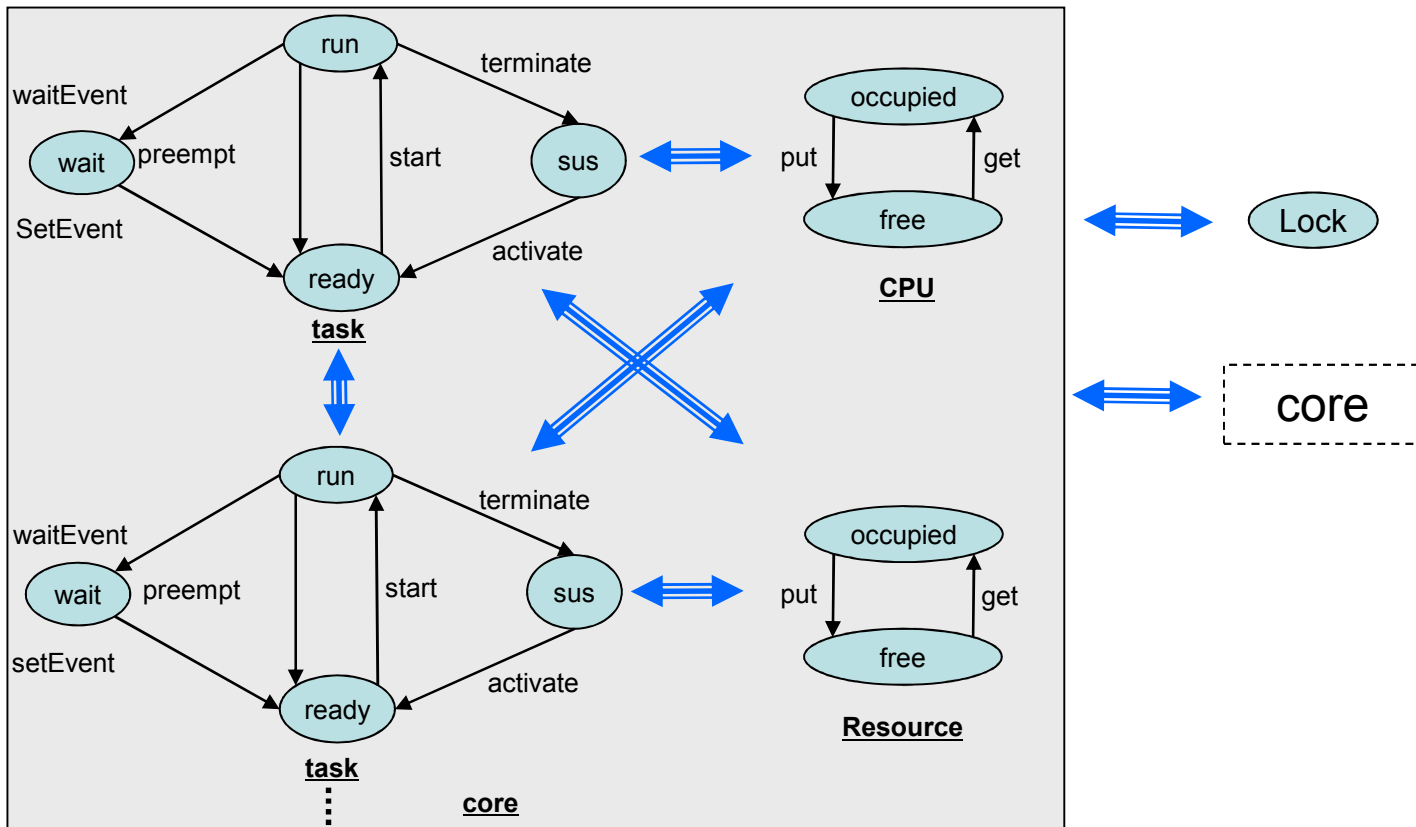 run
terminate
waitEvent
wait
preempt
start
sus
SetEvent
activate
ready
task
occupied
put
get
free
CPU
Lock
core
run
terminate
waitEvent
wait
preempt
start
sus
setEvent
activate
ready
task
occupied
put
get
free
Resource
core